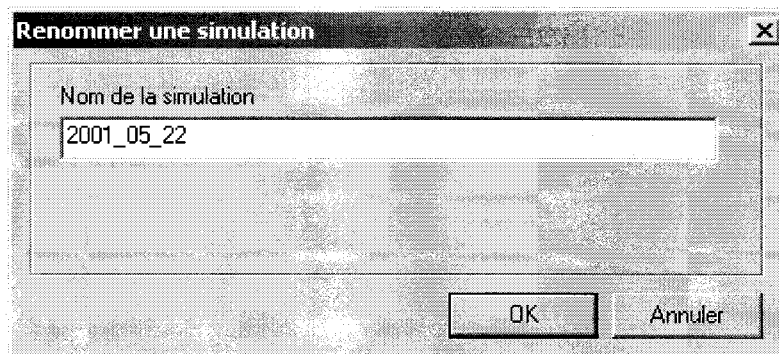 Renommer une simulation
Nom de la simulation
2001_05_22
OK
Annuler